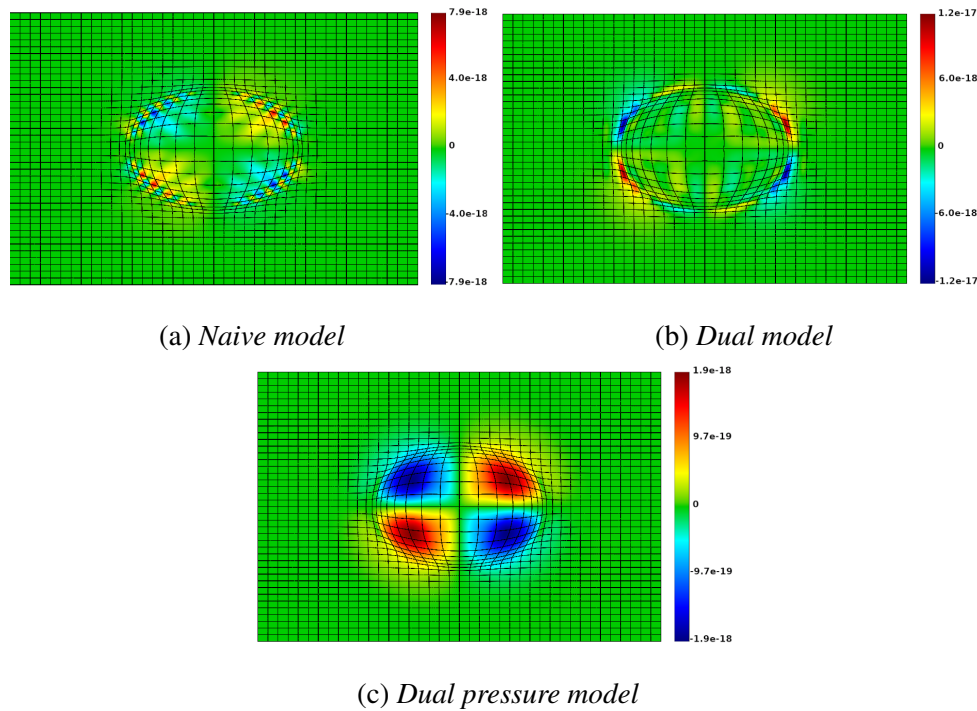 7.9e-18
4.0e-18
0
-4.0e-18
-7.9e-18
1.2e-17
6.0e-18
0
-6.0e-18
-1.2e-17
(a) Naive model
(b) Dual model
1.9e-18
9.7e-19
0
-9.7e-19
-1.9e-18
(c) Dual pressure model